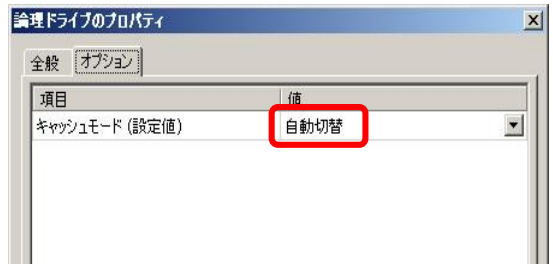 論理ドライブのプロパティ
全般 オプション
項目 値
キャッシュモード (設定値) 自動切替